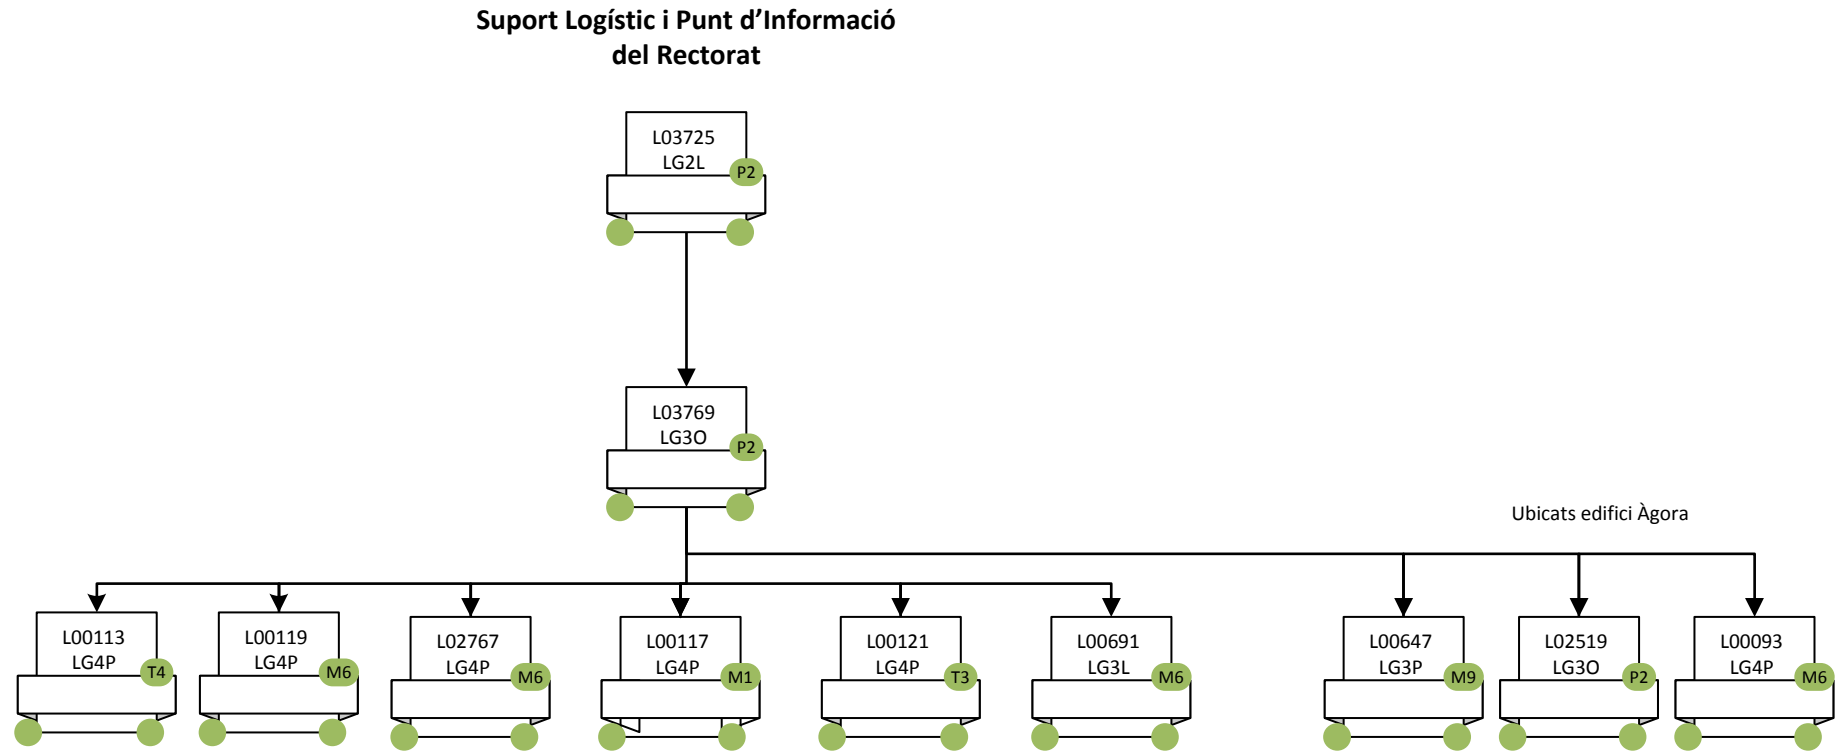 Suport Logístic i Punt d’Informació
del Rectorat
L03725
LG2L
P2
L03769
LG3O
P2
Ubicats edifici Àgora
L00113
LG4P
T4
L00119
LG4P
M6
L02767
LG4P
M6
L00117
LG4P
M1
L00121
LG4P
T3
L00691
LG3L
M6
L00647
LG3P
M9
L02519
LG3O
P2
L00093
LG4P
M6